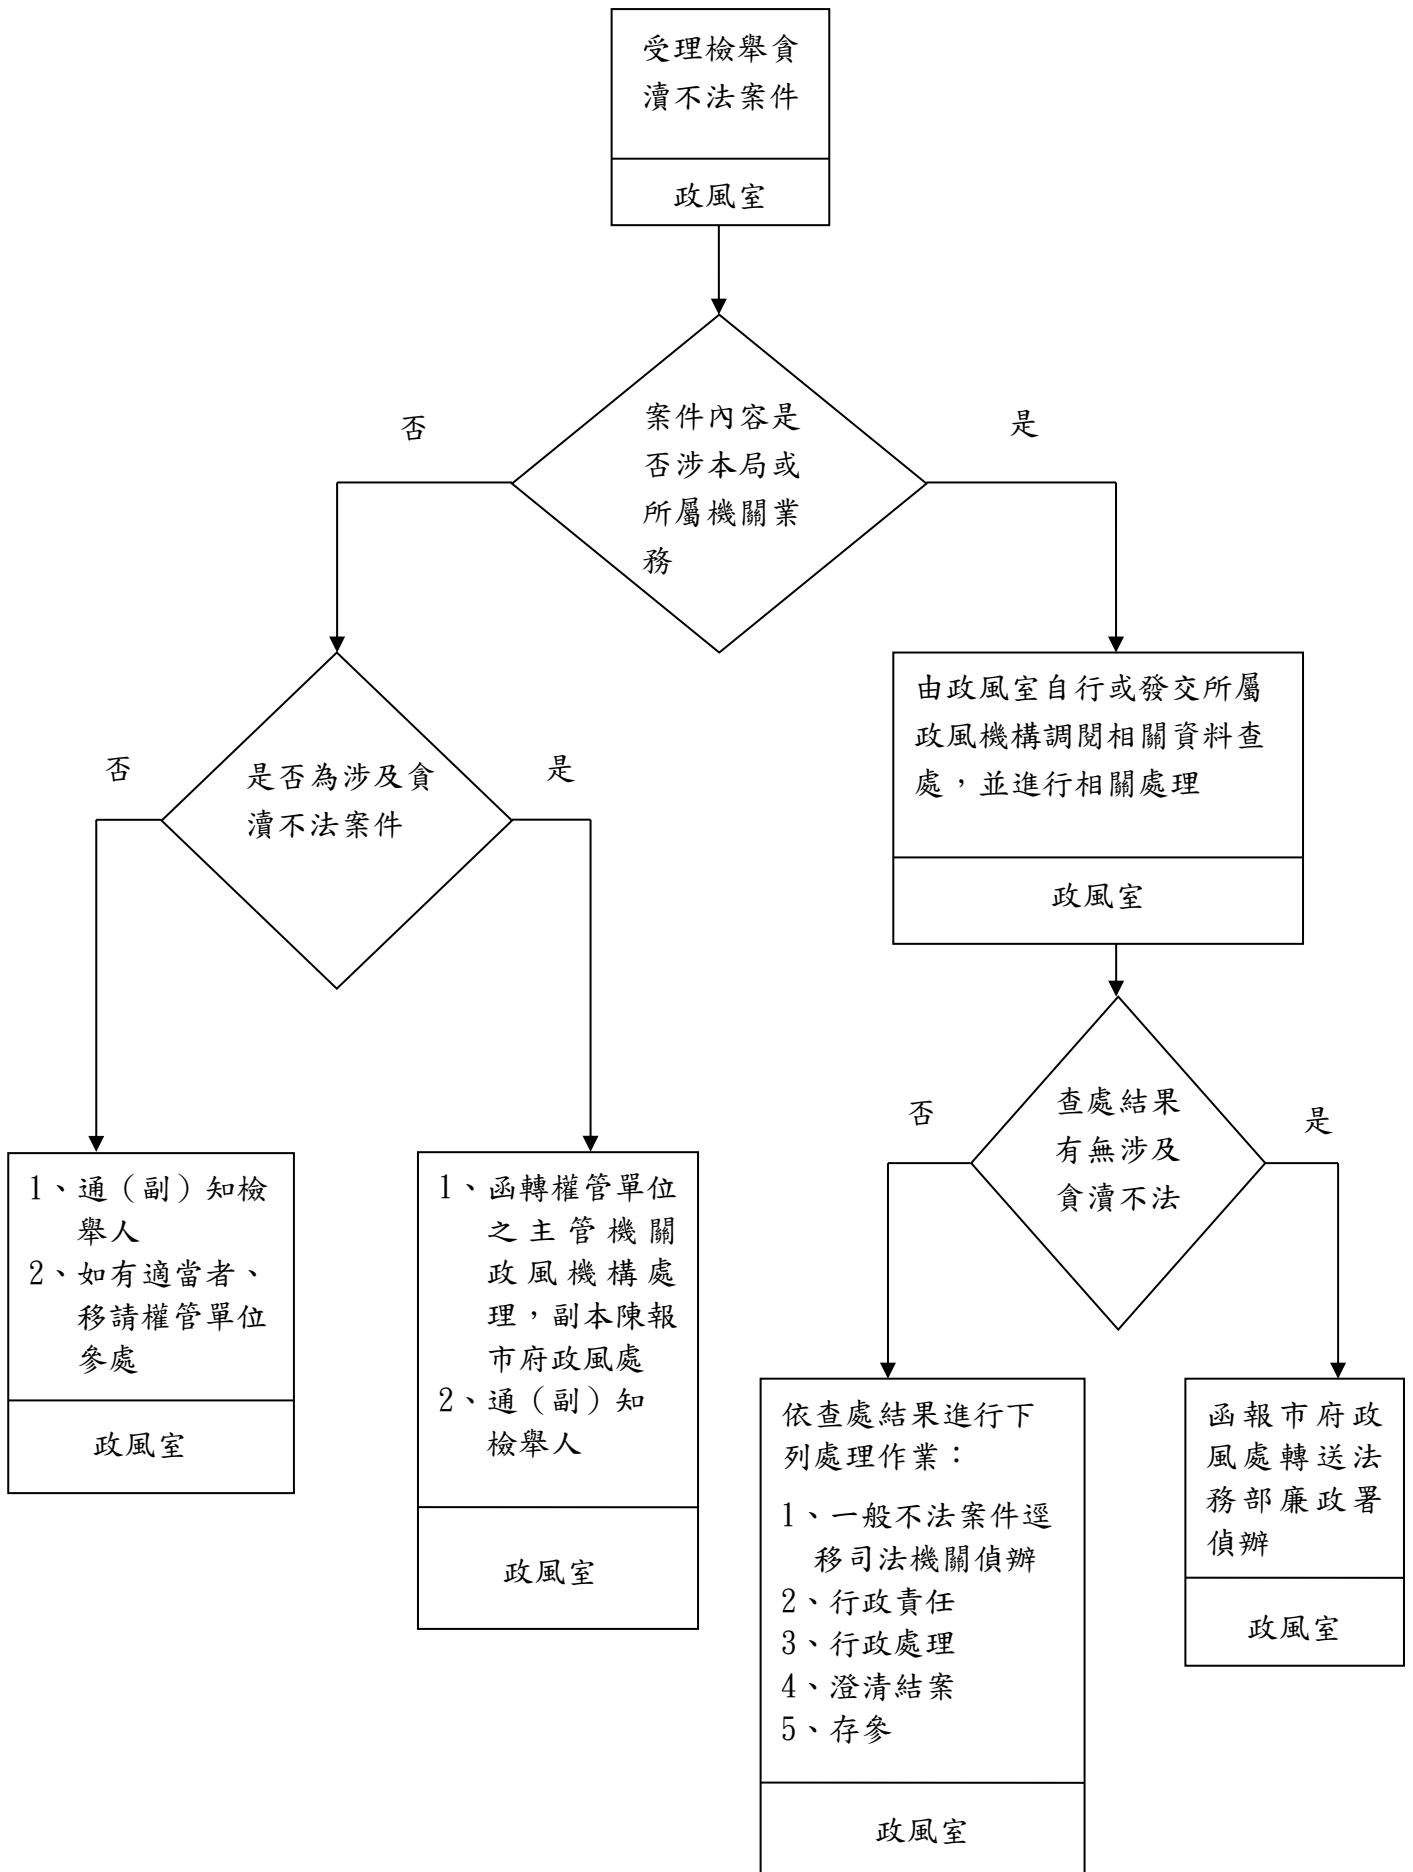 受理檢舉貪
瀆不法案件
政風室
案件內容是
否涉本局或
所屬機關業
務
否
是
是否為涉及貪
瀆不法案件
否
是
由政風室自行或發交所屬
政風機構調閱相關資料查
處，並進行相關處理
政風室
查處結果
有無涉及
貪瀆不法
否
是
1、通（副）知檢
舉人
2、如有適當者、
移請權管單位
參處
政風室
1、函轉權管單位
之主管機關
政風機構處
理，副本陳報
市府政風處
2、通（副）知
檢舉人
政風室
依查處結果進行下
列處理作業：
1、一般不法案件逕
移司法機關偵辦
2、行政責任
3、行政處理
4、澄清結案
5、存參
政風室
函報市府政
風處轉送法
務部廉政署
偵辦
政風室